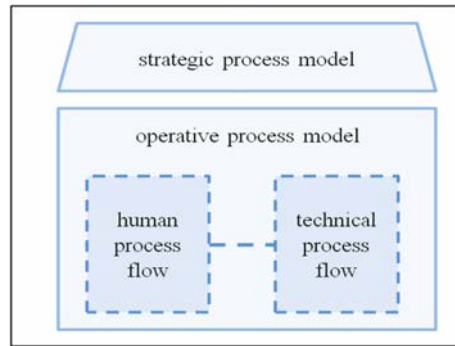 strategic process model
operative process model
human
process
flow
technical
process
flow